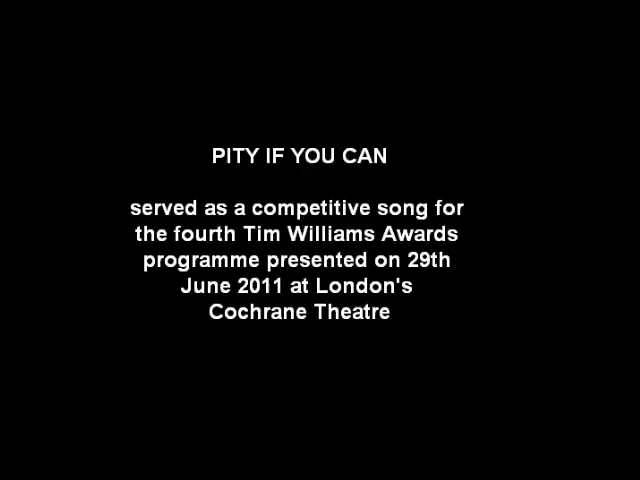 PITY IF YOU CAN
served as a competitive song for
the fourth Tim Williams Awards
programme presented on 29th
June 2011 at London's
Cochrane Theatre